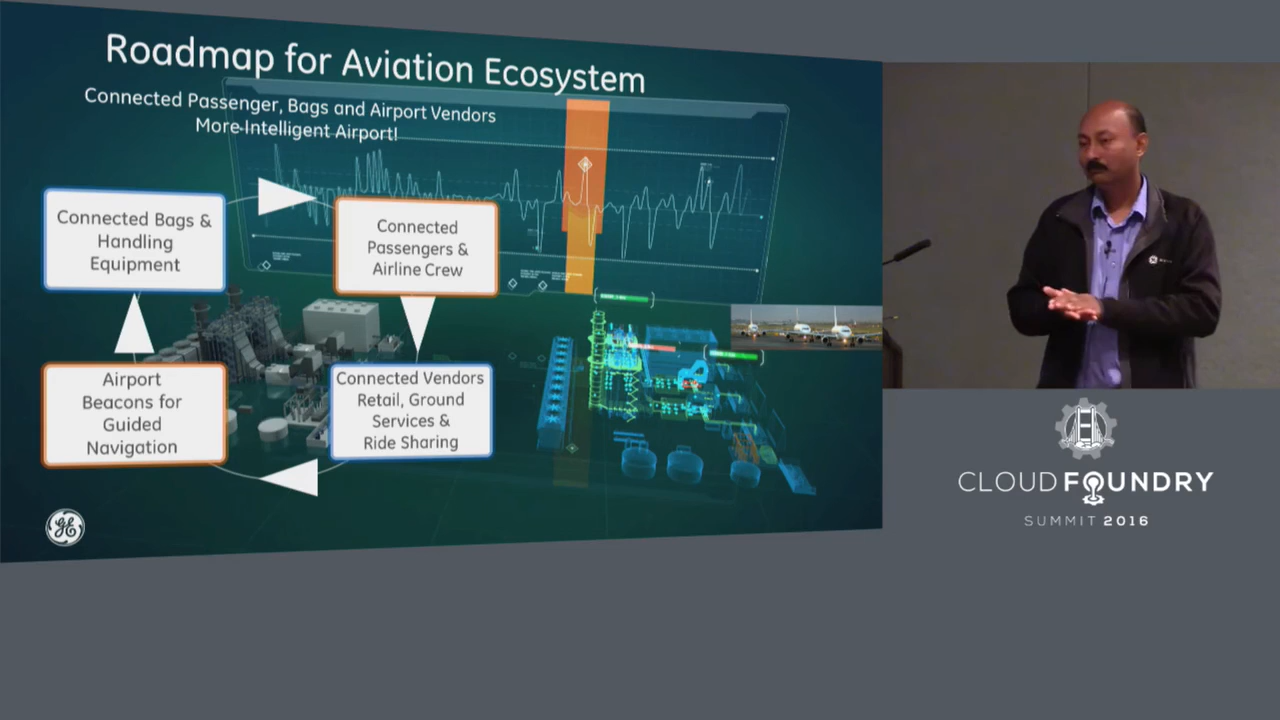 Roadmap for Aviation Ecosystem
Connected Passenger, Bags and Airport Vendors
More Intelligent Airport!
Connected Bags &
Handling
Equipment
Connected
Passengers &
Airline Crew
Airport
Beacons for
Guided
Navigation
Connected Vendors
Retail, Ground
Services &
Ride Sharing
GE
CLOUD FOUNDRY
SUMMIT 2016